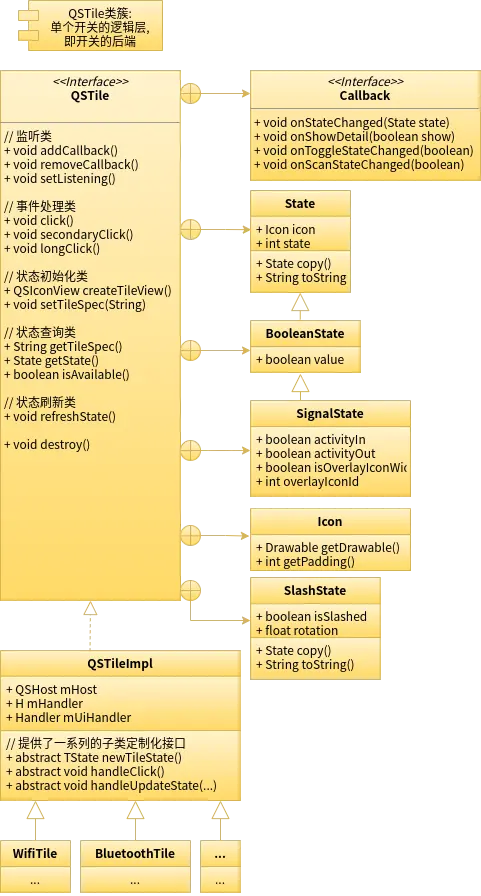 QSTile类簇:
单个开关的逻辑层,
即开关的后端
<<Interface>>
QSTile
// 监听类
+ void addCallback()
+ void removeCallback()
+ void setListening()
// 事件处理类
+ void click()
+ void secondaryClick()
+ void longClick()
// 状态初始化类
+ QSIconView createTileView()
+ void setTileSpec(String)
// 状态查询类
+ String getTileSpec()
+ State getState()
+ boolean isAvailable()
// 状态刷新类
+ void refreshState()
+ void destroy()
<<Interface>>
Callback
+ void onStateChanged(State state)
+ void onShowDetail(boolean show)
+ void onToggleStateChanged(boolean)
+ void onScanStateChanged(boolean)
State
+ Icon icon
+ int state
+ State copy()
+ String toString
BooleanState
+ boolean value
SignalState
+ boolean activityIn
+ boolean activityOut
+ boolean isOverlayIconWi
+ int overlayIconId
Icon
+ Drawable getDrawable()
+ int getPadding()
SlashState
+ boolean isSlashed
+ float rotation
+ State copy()
+ String toString()
QSTileImpl
+ QSHost mHost
+ H mHandler
+ Handler mUiHandler
// 提供了一系列的子类定制化接口
+ abstract TState newTileState()
+ abstract void handleClick()
+ abstract void handleUpdateState(...)
WifiTile
...
BluetoothTile
...
...
...